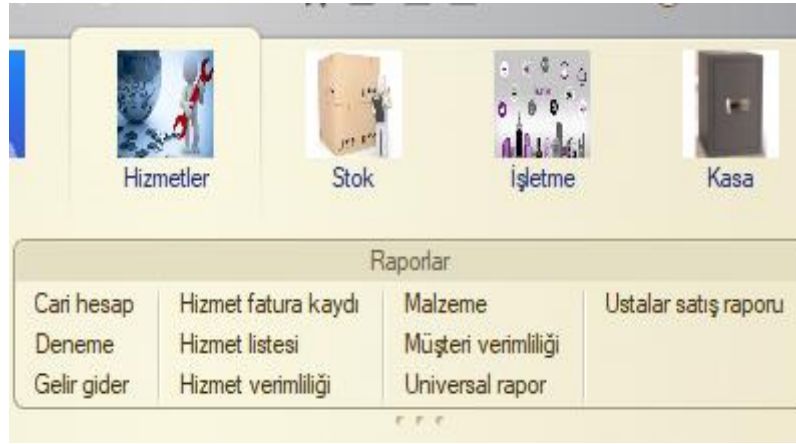 Hizmetler Stok İşletme Kasa
Raporlar
Cari hesap Hizmet fatura kaydı Malzeme Ustalar satış raporu
Deneme Hizmet listesi Müşteri verimliliği
Gelir gider Hizmet verimliliği Universal rapor